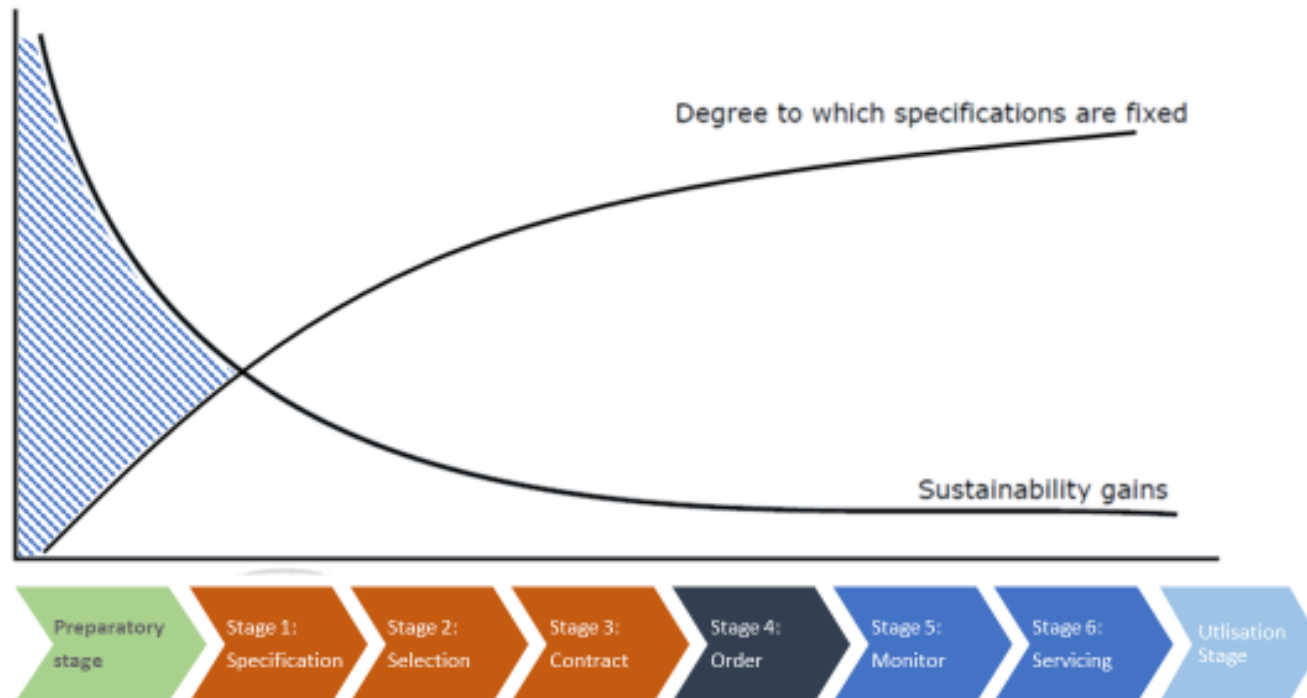 Degree to which specifications are fixed
Sustainability gains
Preparatory
stage
Stage 1:
Specification
Stage 2:
Selection
Stage 3:
Contract
Stage 4:
Order
Stage 5:
Monitor
Stage 6:
Servicing
Utlisation
Stage